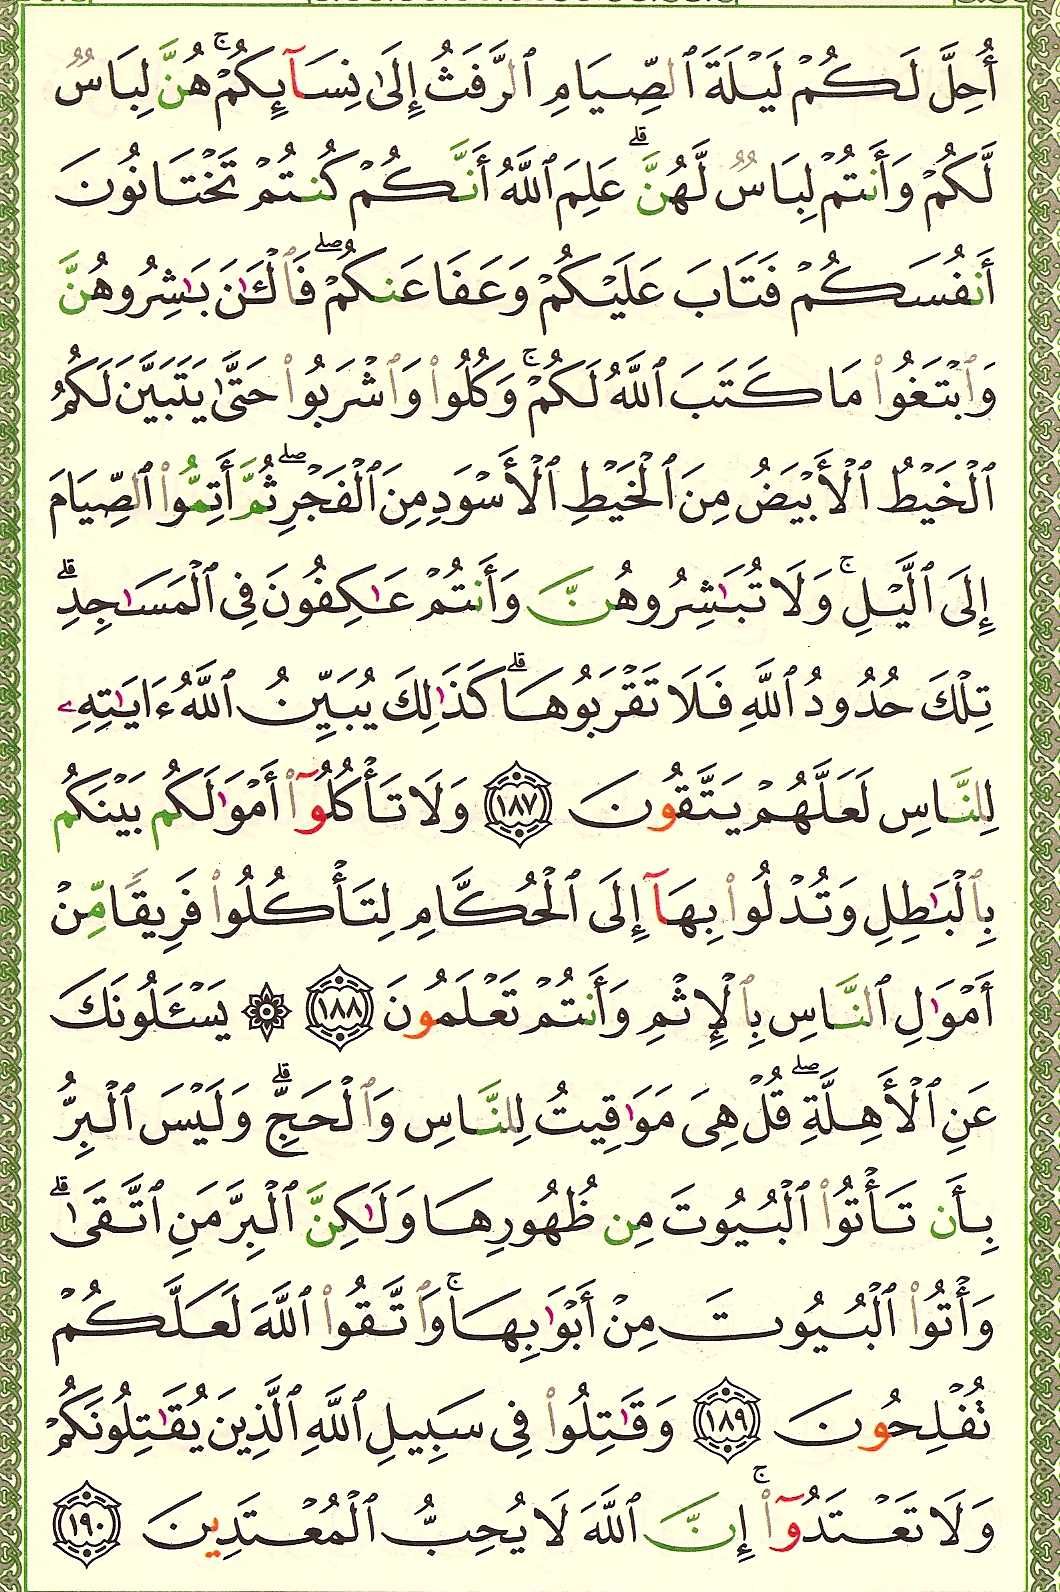 أُحِلَّ لَكُمْ لَيْلَةَ ٱلصِّيَامِ ٱلرَّفَثُ إِلَىٰ نِسَآئِكُمْ ۚ هُنَّ لِبَاسٌ
لَّكُمْ وَأَنتُمْ لِبَاسٌ لَّهُنَّ ۗ عَلِمَ ٱللَّهُ أَنَّكُمْ كُنتُمْ تَخْتَانُونَ
أَنفُسَكُمْ فَتَابَ عَلَيْكُمْ وَعَفَا عَنكُمْ ۖ فَٱلْـَٰٔنَ بَـٰشِرُوهُنَّ
وَٱبْتَغُوا۟ مَا كَتَبَ ٱللَّهُ لَكُمْ ۚ وَكُلُوا۟ وَٱشْرَبُوا۟ حَتَّىٰ يَتَبَيَّنَ لَكُمُ
ٱلْخَيْطُ ٱلْأَبْيَضُ مِنَ ٱلْخَيْطِ ٱلْأَسْوَدِ مِنَ ٱلْفَجْرِ ۖ ثُمَّ أَتِمُّوا۟ ٱلصِّيَامَ
إِلَى ٱلَّيْلِ ۚ وَلَا تُبَـٰشِرُوهُنَّ وَأَنتُمْ عَـٰكِفُونَ فِى ٱلْمَسَـٰجِدِ ۗ
تِلْكَ حُدُودُ ٱللَّهِ فَلَا تَقْرَبُوهَا ۗ كَذَٰلِكَ يُبَيِّنُ ٱللَّهُ ءَايَـٰتِهِۦ
لِلنَّاسِ لَعَلَّهُمْ يَتَّقُونَ ١٨٧ وَلَا تَأْكُلُوٓا۟ أَمْوَٰلَكُم بَيْنَكُم
بِٱلْبَـٰطِلِ وَتُدْلُوا۟ بِهَآ إِلَى ٱلْحُكَّامِ لِتَأْكُلُوا۟ فَرِيقًا مِّنْ
أَمْوَٰلِ ٱلنَّاسِ بِٱلْإِثْمِ وَأَنتُمْ تَعْلَمُونَ ١٨٨ ۞ يَسْـَٔلُونَكَ
عَنِ ٱلْأَهِلَّةِ ۖ قُلْ هِىَ مَوَٰقِيتُ لِلنَّاسِ وَٱلْحَجِّ ۗ وَلَيْسَ ٱلْبِرُّ
بِأَن تَأْتُوا۟ ٱلْبُيُوتَ مِن ظُهُورِهَا وَلَـٰكِنَّ ٱلْبِرَّ مَنِ ٱتَّقَىٰ ۗ
وَأْتُوا۟ ٱلْبُيُوتَ مِنْ أَبْوَٰبِهَا ۚ وَٱتَّقُوا۟ ٱللَّهَ لَعَلَّكُمْ
تُفْلِحُونَ ١٨٩ وَقَـٰتِلُوا۟ فِى سَبِيلِ ٱللَّهِ ٱلَّذِينَ يُقَـٰتِلُونَكُمْ
وَلَا تَعْتَدُوٓا۟ ۚ إِنَّ ٱللَّهَ لَا يُحِبُّ ٱلْمُعْتَدِينَ ١٩٠